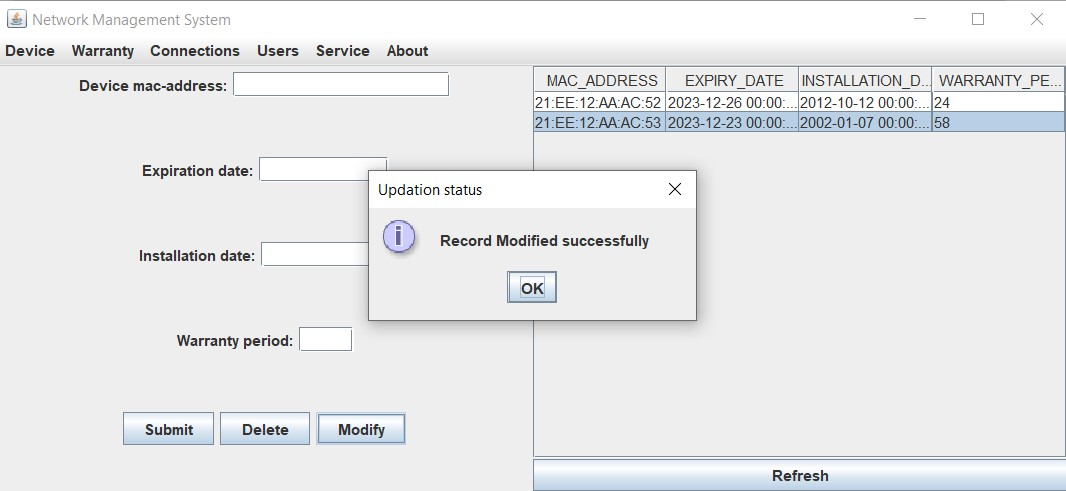 Network Management System
Device Warranty Connections Users Service About
Device mac-address:
Expiration date:
Installation date:
Warranty period:
Submit Delete Modify
MAC_ADDRESS EXPIRY_DATE INSTALLATION_D... WARRANTY_PE...
21:EE:12:AA:AC:52 2023-12-26 00:00:... 2012-10-12 00:00:... 24
21:EE:12:AA:AC:53 2023-12-23 00:00:... 2002-01-07 00:00:... 58
Refresh
Updation status
i
Record Modified successfully
OK